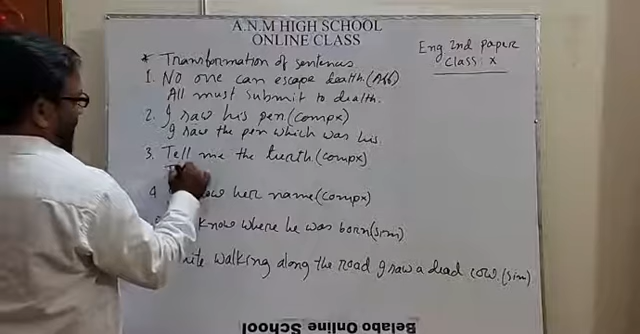 A.N.M HIGH SCHOOL
ONLINE CLASS
Eng 2nd paper
class : x
* Transformation of sentences.
1. No one can escape death. (Aff)
All must submit to death.
2. I saw his pen (compx)
I saw the pen which was his.
3. Tell me the truth. (compx)
4 her name (compx)
know where he was born (sim)
walking along the road I saw a dead cow. (sim)
Belabo Online School